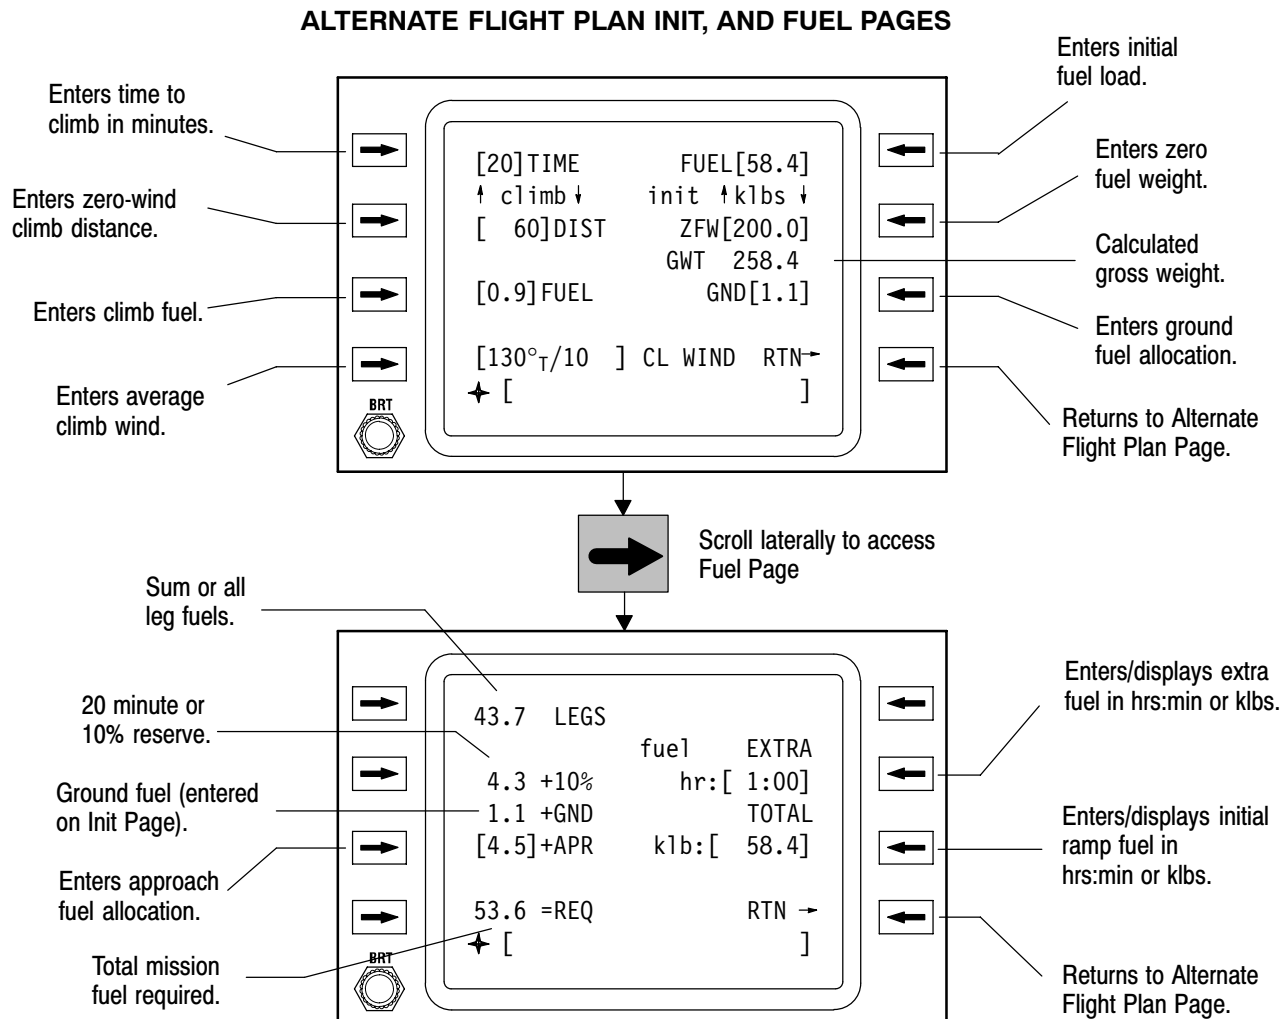 ALTERNATE FLIGHT PLAN INIT, AND FUEL PAGES
Enters time to
climb in minutes.
Enters zero-wind
climb distance.
Enters climb fuel.
Enters average
climb wind.
[20]TIME FUEL[58.4]
↑ climb ↓ init ↑klbs ↓
[ 60]DIST ZFW[200.0]
GWT 258.4
[0.9]FUEL GND[1.1]
[130°T/10 ] CL WIND RTN→
[ ]
BRT
Enters initial
fuel load.
Enters zero
fuel weight.
Calculated
gross weight.
Enters ground
fuel allocation.
Returns to Alternate
Flight Plan Page.
Scroll laterally to access
Fuel Page
Sum or all
leg fuels.
20 minute or
10% reserve.
Ground fuel (entered
on Init Page).
Enters approach
fuel allocation.
Total mission
fuel required.
43.7 LEGS
fuel EXTRA
4.3 +10% hr:[ 1:00]
1.1 +GND TOTAL
[4.5]+APR klb:[ 58.4]
53.6 =REQ RTN →
[ ]
BRT
Enters/displays extra
fuel in hrs:min or klbs.
Enters/displays initial
ramp fuel in
hrs:min or klbs.
Returns to Alternate
Flight Plan Page.